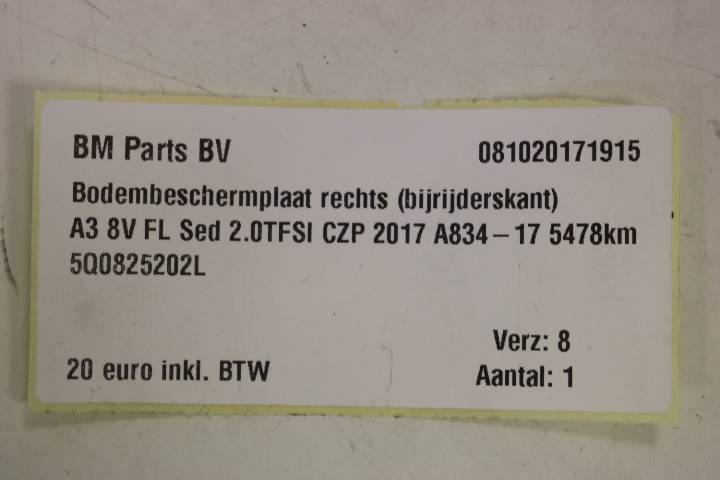 BM Parts BV 081020171915
Bodembeschermplaat rechts (bijrijderskant)
A3 8V FL Sed 2.0TFSI CZP 2017 A834-17 5478km
5Q0825202L
Verz: 8
20 euro inkl. BTW Aantal: 1